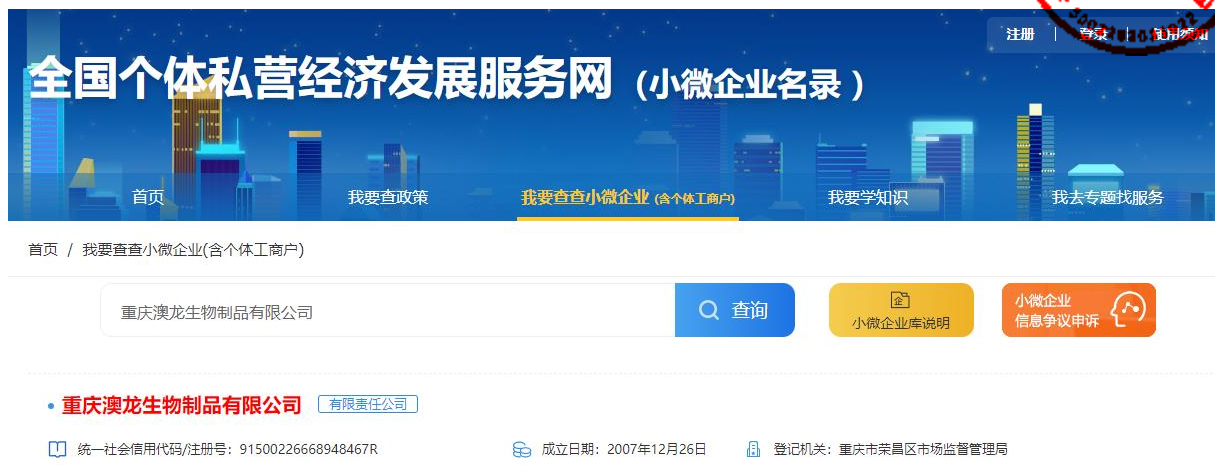 注册 登录 使用须知
全国个体私营经济发展服务网（小微企业名录）
首页 我要查政策 我要查查小微企业 (含个体工商户) 我要学知识 我去专题找服务
首页 / 我要查查小微企业(含个体工商户)
重庆澳龙生物制品有限公司 查询 企 小微企业库说明 小微企业
信息争议申诉
重庆澳龙生物制品有限公司 有限责任公司
统一社会信用代码/注册号：91500226668948467R 成立日期：2007年12月26日 登记机关：重庆市荣昌区市场监督管理局